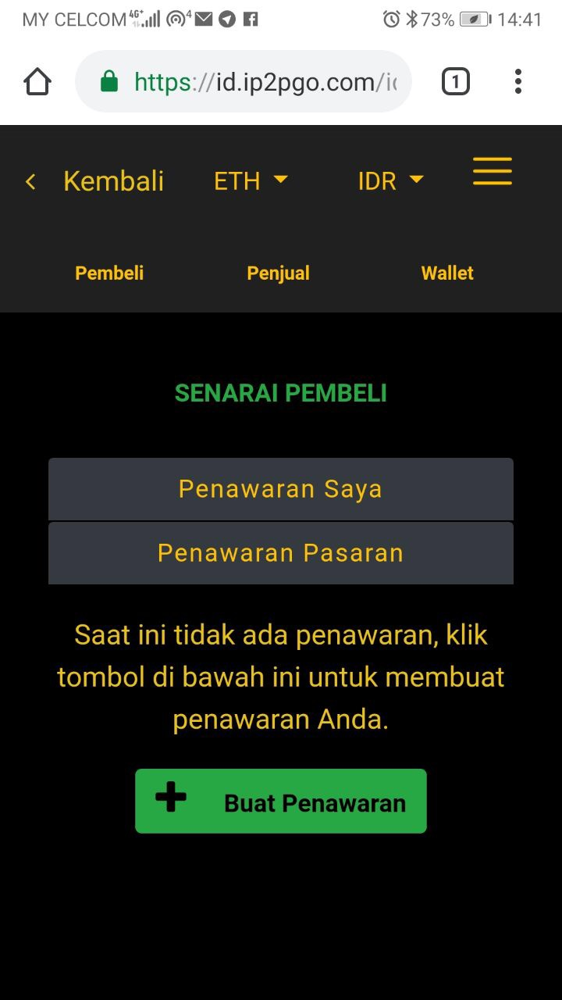 MY CELCOM 4G+ 4 73% 14:41
https://id.ip2pgo.com/
1
Kembali ETH IDR
Pembeli Penjual Wallet
SENARAI PEMBELI
Penawaran Saya
Penawaran Pasaran
Saat ini tidak ada penawaran, klik
tombol di bawah ini untuk membuat
penawaran Anda.
Buat Penawaran